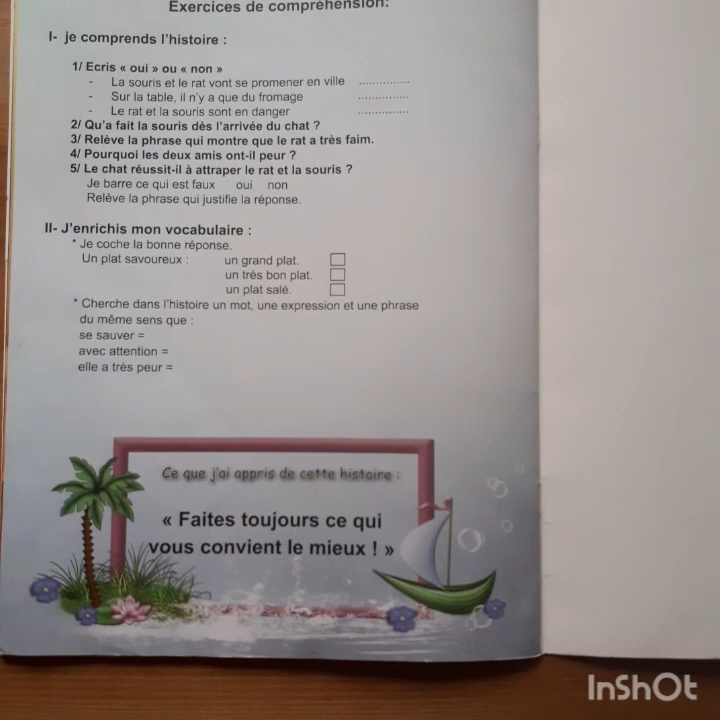 Exercices de compréhension:
I- je comprends l'histoire :
1/ Ecris « oui » ou « non »
- La souris et le rat vont se promener en ville ...............
- Sur la table, il n'y a que du fromage ...............
- Le rat et la souris sont en danger ...............
2/ Qu'a fait la souris dès l'arrivée du chat ?
3/ Relève la phrase qui montre que le rat a très faim.
4/ Pourquoi les deux amis ont-il peur ?
5/ Le chat réussit-il à attraper le rat et la souris ?
Je barre ce qui est faux oui non
Relève la phrase qui justifie la réponse.
II- J'enrichis mon vocabulaire :
* Je coche la bonne réponse.
Un plat savoureux : un grand plat.
un très bon plat.
un plat salé.
* Cherche dans l'histoire un mot, une expression et une phrase
du même sens que :
se sauver =
avec attention =
elle a très peur =
Ce que j'ai appris de cette histoire :
« Faites toujours ce qui
vous convient le mieux ! »
InShOt